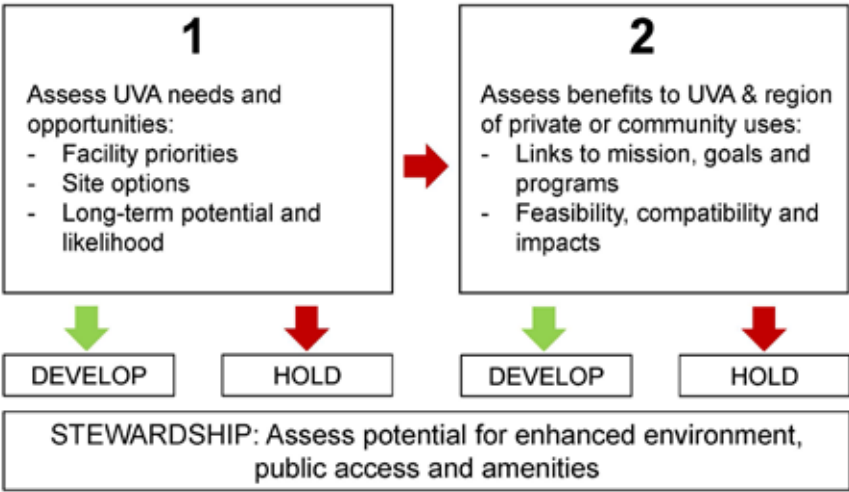 1
Assess UVA needs and
opportunities:
- Facility priorities
- Site options
- Long-term potential and
likelihood
2
Assess benefits to UVA & region
of private or community uses:
- Links to mission, goals and
programs
- Feasibility, compatibility and
impacts
DEVELOP
HOLD
DEVELOP
HOLD
STEWARDSHIP: Assess potential for enhanced environment,
public access and amenities